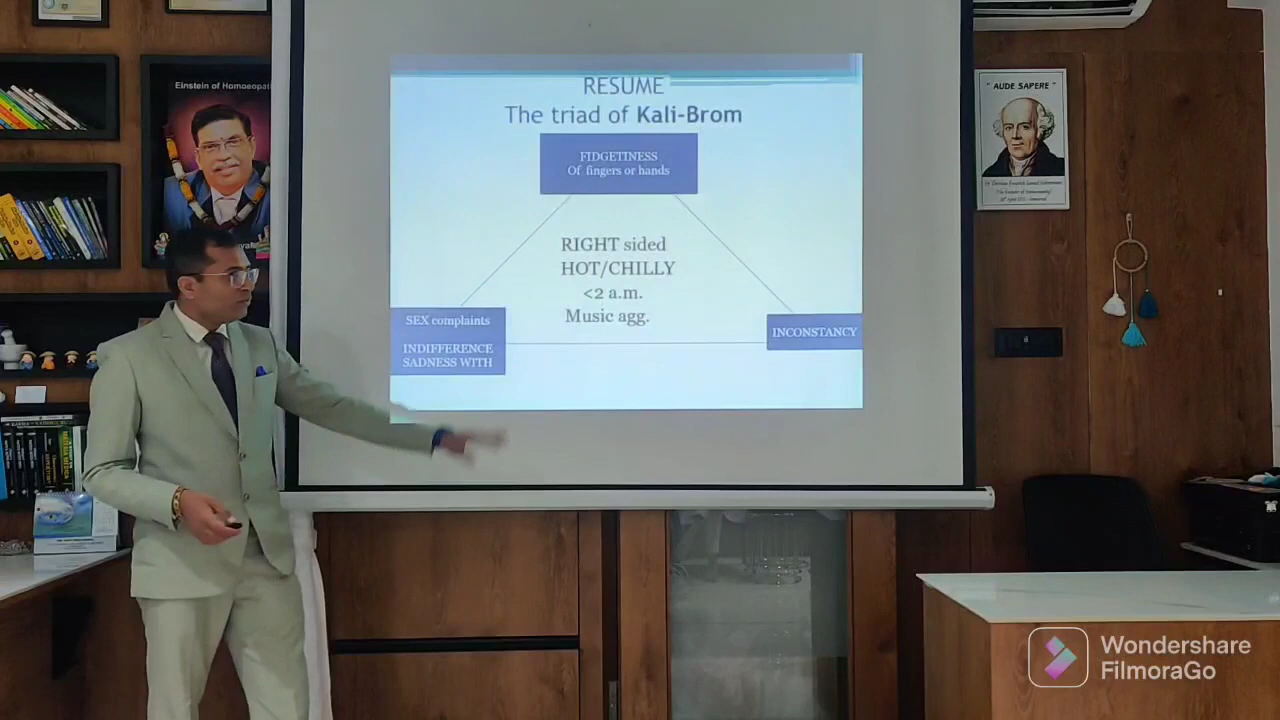 RESUME
The triad of Kali-Brom
FIDGETINESS
Of fingers or hands
RIGHT sided
HOT/CHILLY
<2 a.m.
Music agg.
SEX complaints
INDIFFERENCE
SADNESS WITH
INCONSTANCY
Einstein of Homoeopat
" AUDE SAPERE "
Wondershare
FilmoraGo